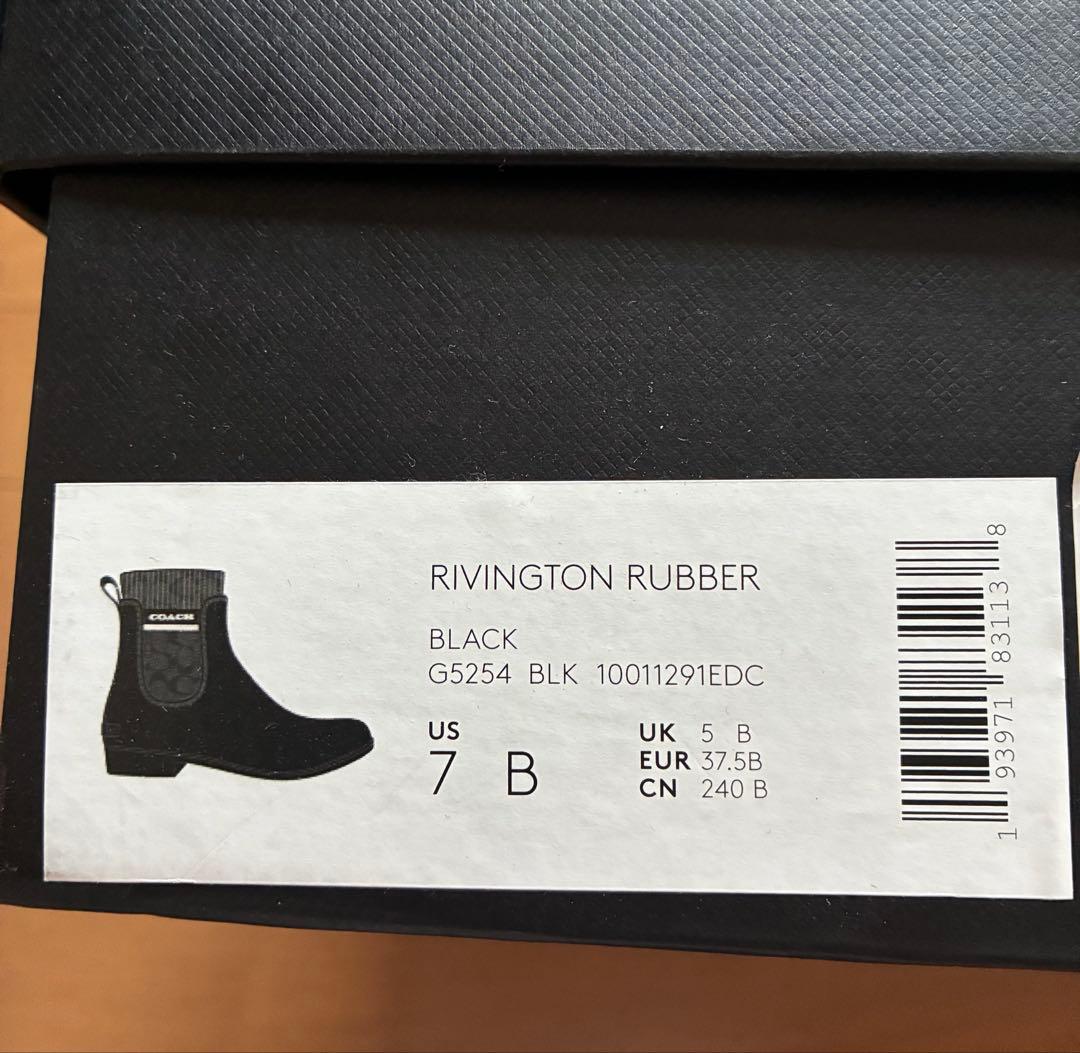 COACH
RIVINGTON RUBBER
BLACK
G5254 BLK 10011291EDC
US
7 B
UK 5 B
EUR 37.5B
CN 240 B
1 93971 83113 8